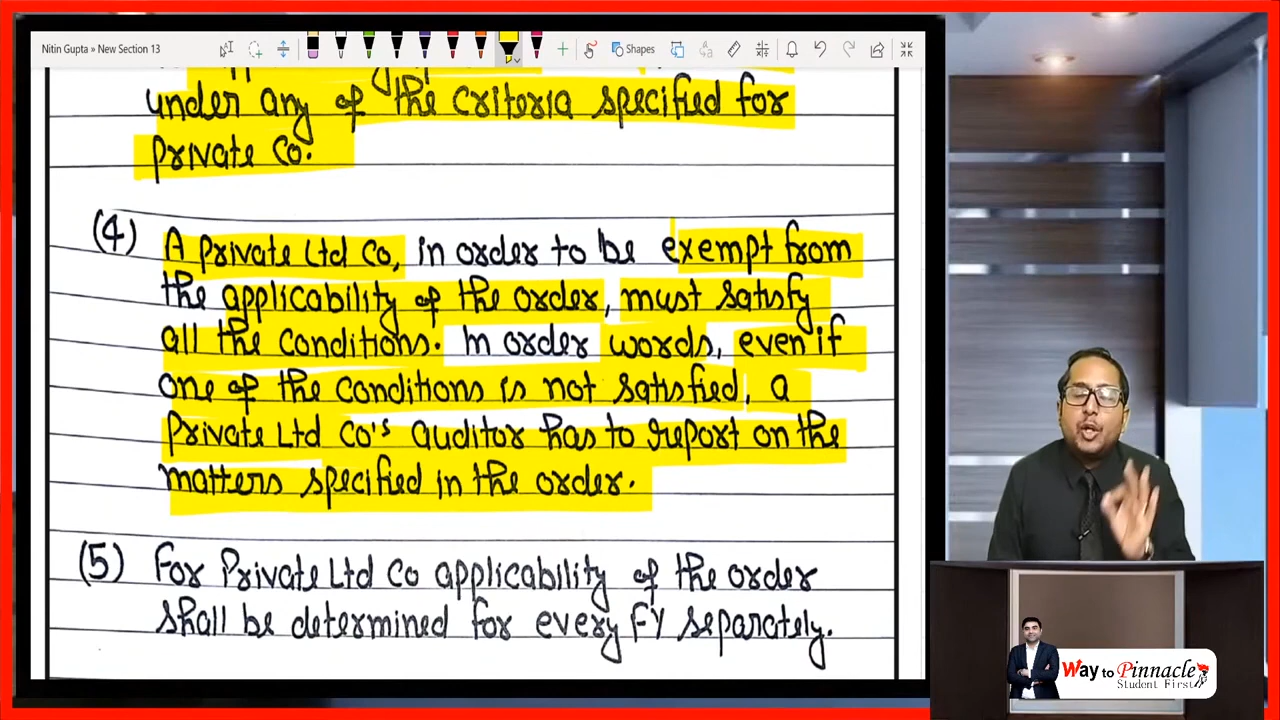 Nitin Gupta » New Section 13
Shapes
under any of the criteria specified for
private Co.
(4) A private Ltd Co, in order to be exempt from
the applicability of the order, must satisfy
all the conditions. In order words, even if
one of the conditions is not satisfied, a
Private Ltd Co's auditor has to report on the
matters specified in the order.
(5) For Private Ltd Co applicability of the order
shall be determined for every FY separately.
Way to Pinnacle
Student First